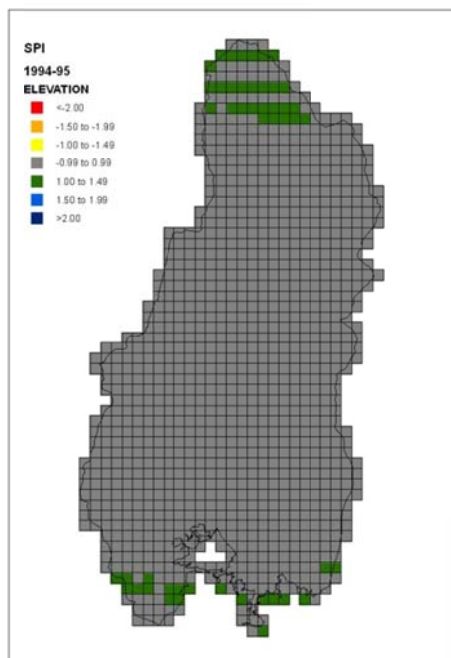 SPI
1994-95
ELEVATION
<-2.00
-1.50 to -1.99
-1.00 to -1.49
-0.99 to 0.99
1.00 to 1.49
1.50 to 1.99
>2.00